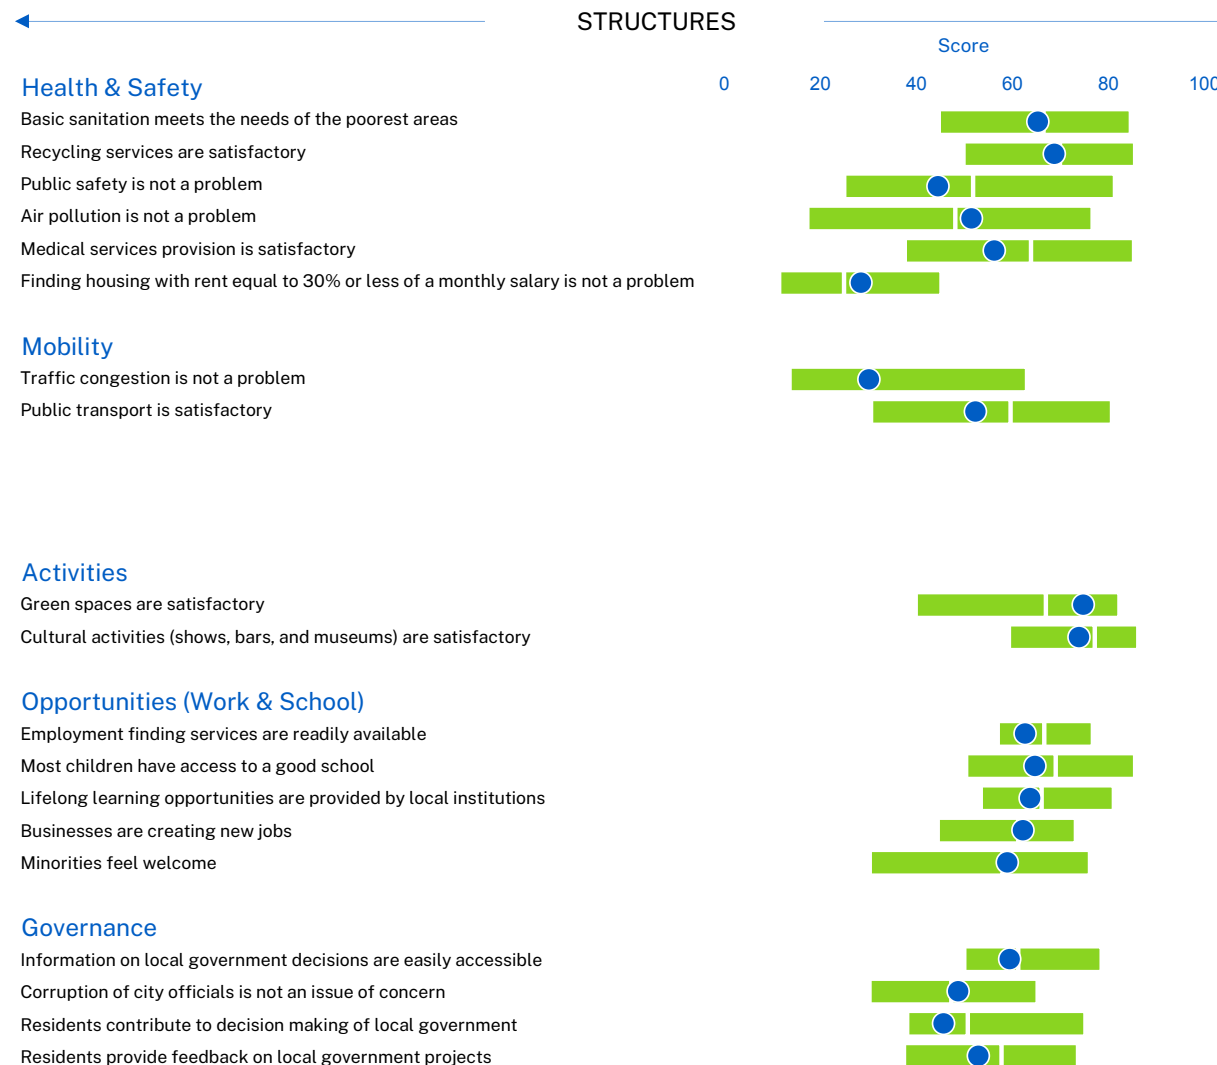 STRUCTURES
Score
Health & Safety
0 20 40 60 80 100
Basic sanitation meets the needs of the poorest areas
Recycling services are satisfactory
Public safety is not a problem
Air pollution is not a problem
Medical services provision is satisfactory
Finding housing with rent equal to 30% or less of a monthly salary is not a problem
Mobility
Traffic congestion is not a problem
Public transport is satisfactory
Activities
Green spaces are satisfactory
Cultural activities (shows, bars, and museums) are satisfactory
Opportunities (Work & School)
Employment finding services are readily available
Most children have access to a good school
Lifelong learning opportunities are provided by local institutions
Businesses are creating new jobs
Minorities feel welcome
Governance
Information on local government decisions are easily accessible
Corruption of city officials is not an issue of concern
Residents contribute to decision making of local government
Residents provide feedback on local government projects